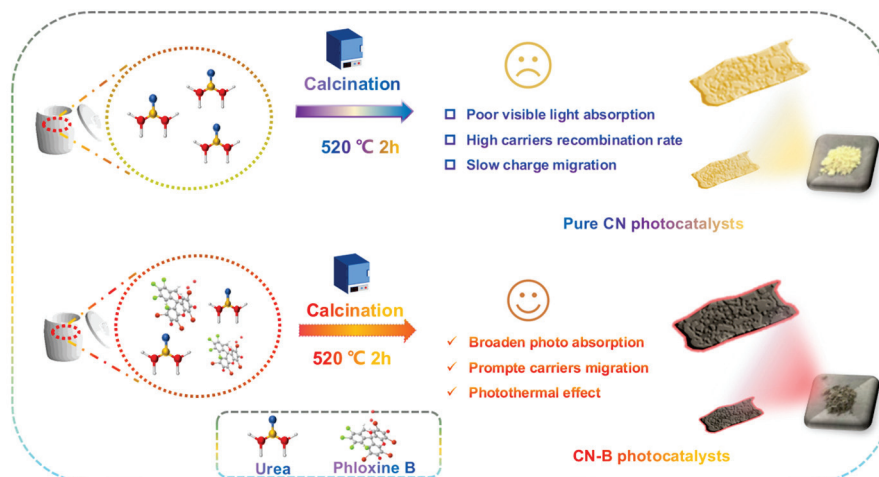 Calcination
520 ℃ 2h
Poor visible light absorption
High carriers recombination rate
Slow charge migration
Pure CN photocatalysts
Calcination
520 ℃ 2h
Broaden photo absorption
Prompte carriers migration
Photothermal effect
CN-B photocatalysts
Urea
Phloxine B